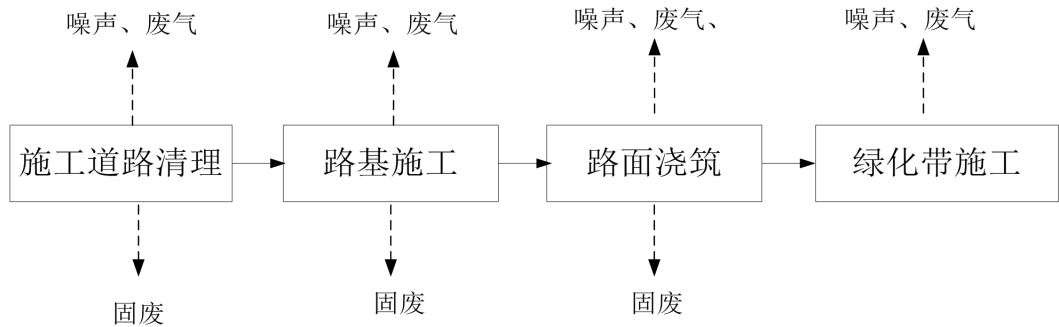 噪声、废气
噪声、废气
噪声、废气、
噪声、废气
施工道路清理
路基施工
路面浇筑
绿化带施工
固废
固废
固废